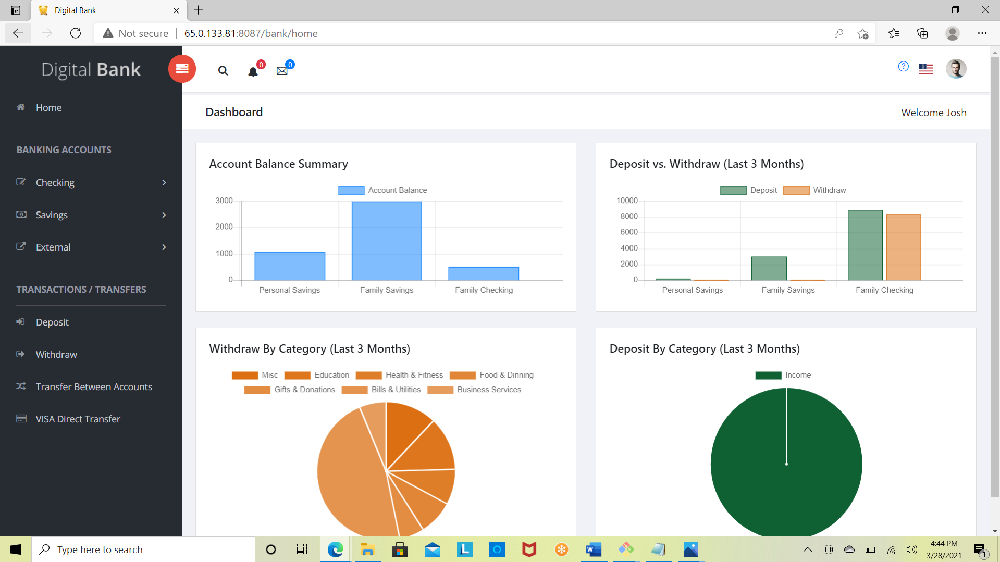 Digital Bank
Not secure | 65.0.133.81:8087/bank/home
Digital Bank
0
0
Home
Dashboard
Welcome Josh
BANKING ACCOUNTS
Checking
Savings
External
TRANSACTIONS / TRANSFERS
Deposit
Withdraw
Transfer Between Accounts
VISA Direct Transfer
Account Balance Summary
Account Balance
3000
2000
1000
0
Personal Savings Family Savings Family Checking
Deposit vs. Withdraw (Last 3 Months)
Deposit Withdraw
10000
8000
6000
4000
2000
0
Personal Savings Family Savings Family Checking
Withdraw By Category (Last 3 Months)
Misc Education Health & Fitness Food & Dinning
Gifts & Donations Bills & Utilities Business Services
Deposit By Category (Last 3 Months)
Income
Type here to search
L
W
4:44 PM
3/28/2021
1